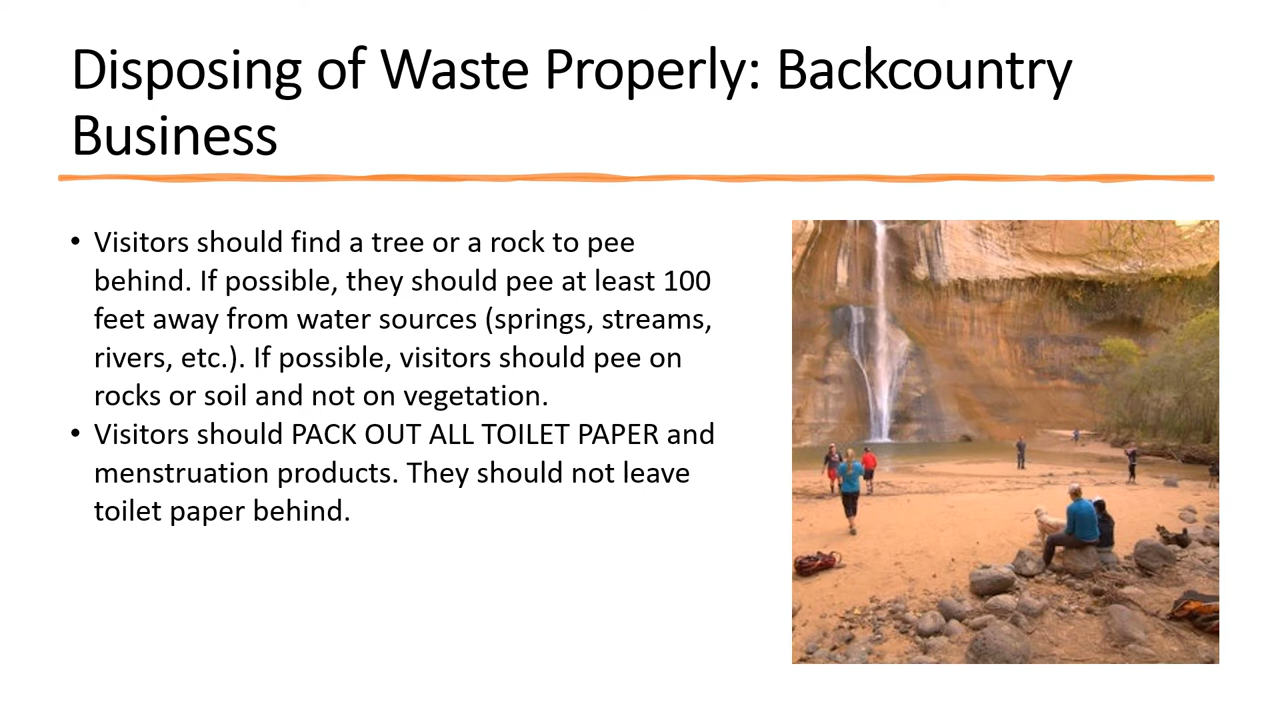 Disposing of Waste Properly: Backcountry
Business
• Visitors should find a tree or a rock to pee
behind. If possible, they should pee at least 100
feet away from water sources (springs, streams,
rivers, etc.). If possible, visitors should pee on
rocks or soil and not on vegetation.
• Visitors should PACK OUT ALL TOILET PAPER and
menstruation products. They should not leave
toilet paper behind.